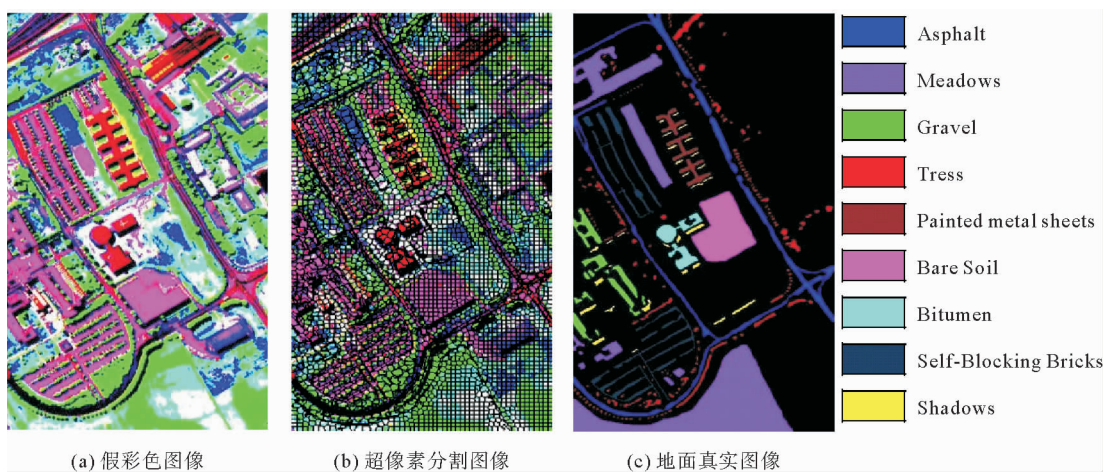 Asphalt
Meadows
Gravel
Tress
Painted metal sheets
Bare Soil
Bitumen
Self-Blocking Bricks
Shadows
(a) 假彩色图像
(b) 超像素分割图像
(c) 地面真实图像